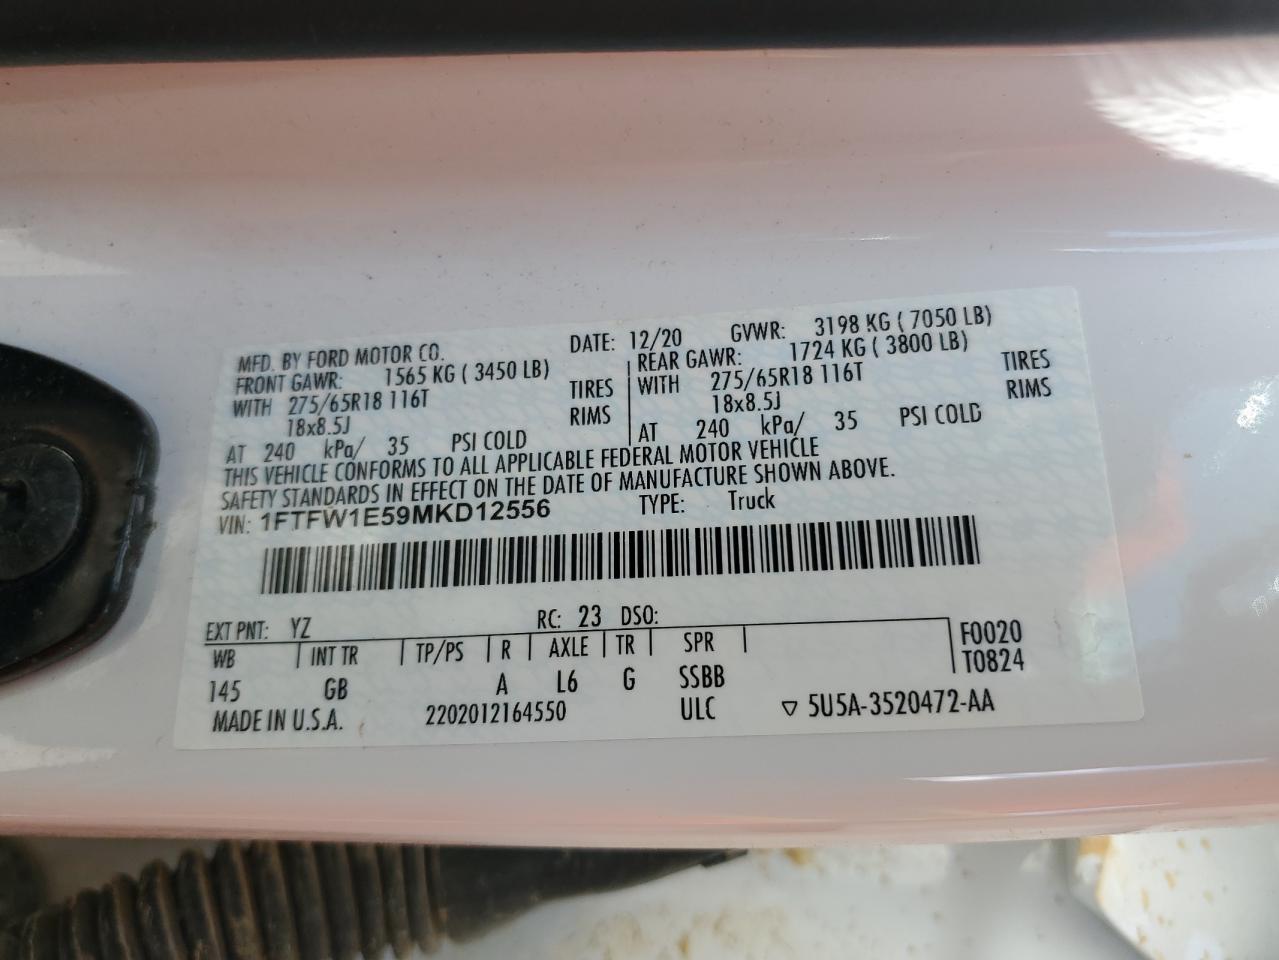 MFD. BY FORD MOTOR CO. DATE: 12/20 GVWR: 3198 KG ( 7050 LB)
FRONT GAWR: 1565 KG ( 3450 LB) REAR GAWR: 1724 KG ( 3800 LB)
WITH 275/65R18 116T TIRES WITH 275/65R18 116T TIRES
18x8.5J RIMS 18x8.5J RIMS
AT 240 kPa/ 35 PSI COLD AT 240 kPa/ 35 PSI COLD
THIS VEHICLE CONFORMS TO ALL APPLICABLE FEDERAL MOTOR VEHICLE
SAFETY STANDARDS IN EFFECT ON THE DATE OF MANUFACTURE SHOWN ABOVE.
VIN: 1FTFW1E59MKD12556 TYPE: Truck
EXT PNT: YZ RC: 23 DSO:
WB INT TR TP/PS R AXLE TR SPR F0020
145 GB A L6 G SSBB T0824
MADE IN U.S.A. 2202012164550 ULC ▽ 5U5A-3520472-AA